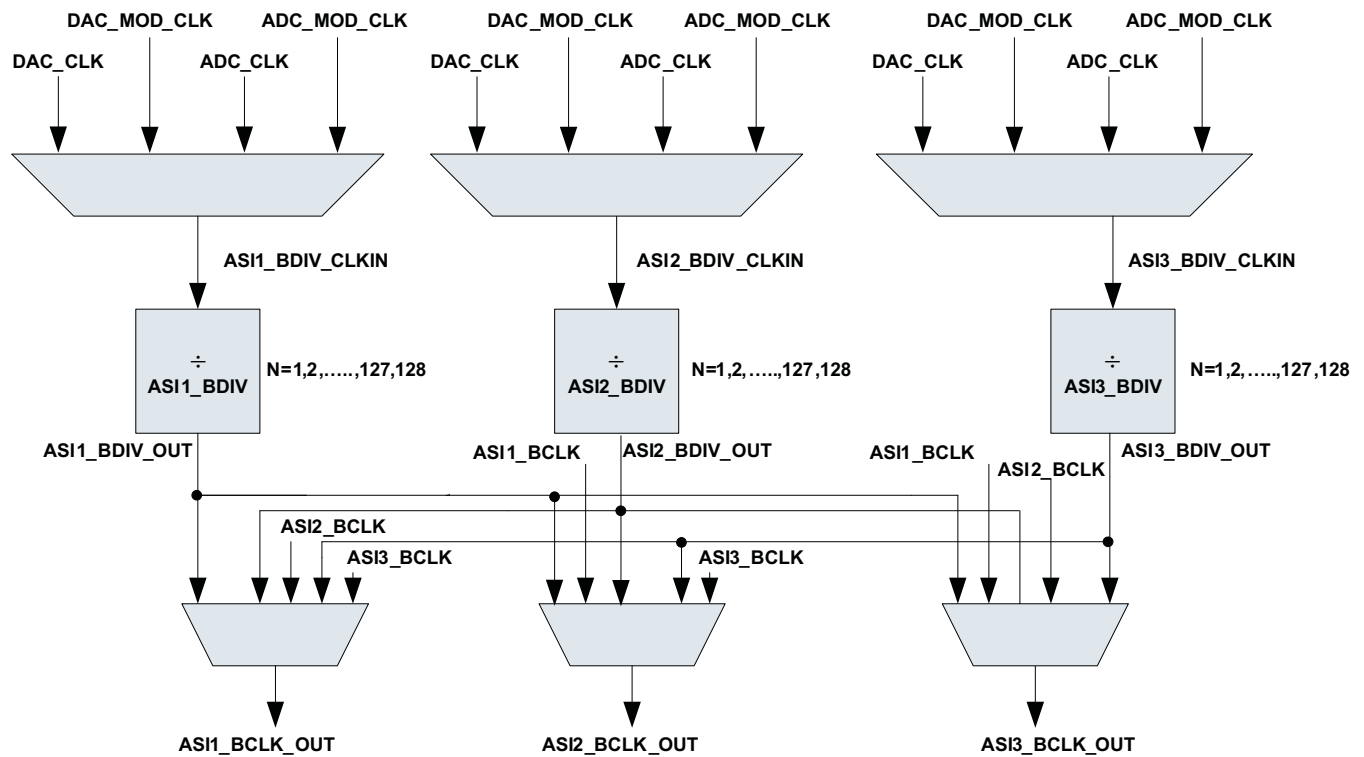 DAC_MOD_CLK
ADC_MOD_CLK
DAC_CLK
ADC_CLK
DAC_MOD_CLK
ADC_MOD_CLK
DAC_CLK
ADC_CLK
DAC_MOD_CLK
ADC_MOD_CLK
DAC_CLK
ADC_CLK
ASI1_BDIV_CLKIN
ASI2_BDIV_CLKIN
ASI3_BDIV_CLKIN
÷
ASI1_BDIV
N=1,2,…..,127,128
÷
ASI2_BDIV
N=1,2,…..,127,128
÷
ASI3_BDIV
N=1,2,…..,127,128
ASI1_BDIV_OUT
ASI1_BCLK
ASI2_BDIV_OUT
ASI1_BCLK
ASI2_BCLK
ASI3_BDIV_OUT
ASI2_BCLK
ASI3_BCLK
ASI3_BCLK
ASI1_BCLK_OUT
ASI2_BCLK_OUT
ASI3_BCLK_OUT